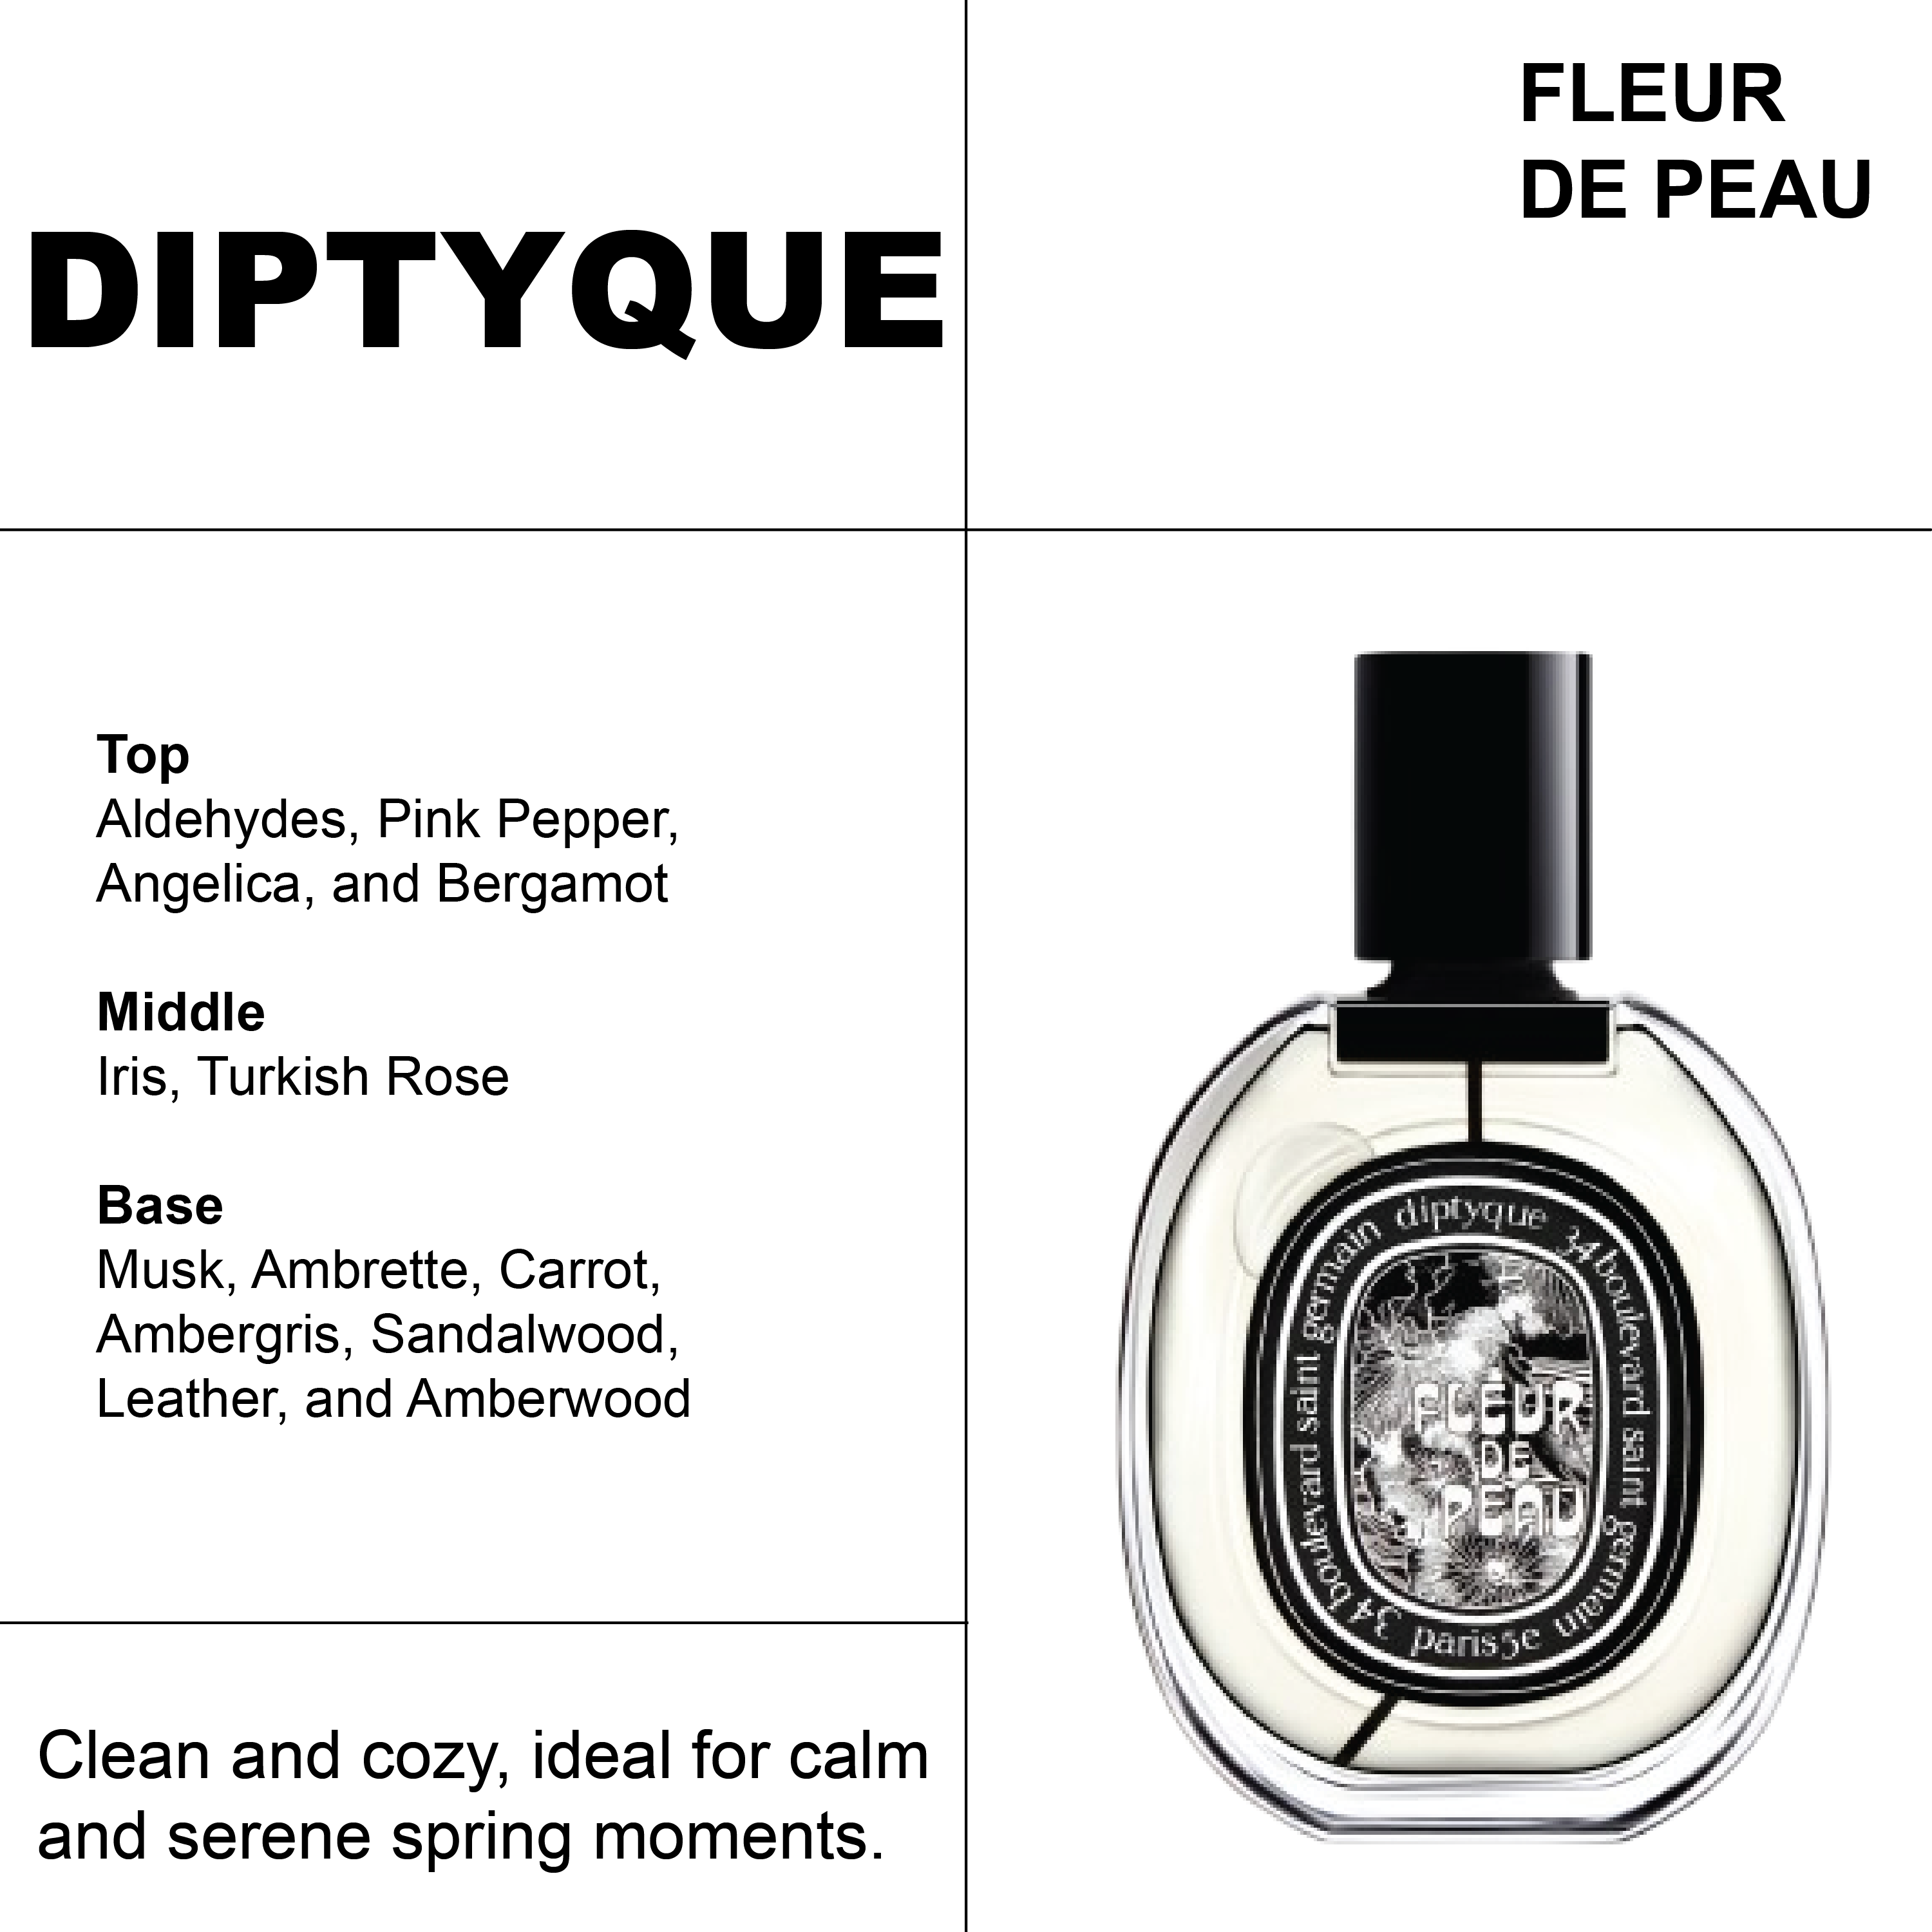 DIPTYQUE
FLEUR
DE PEAU
Top
Aldehydes, Pink Pepper,
Angelica, and Bergamot
Middle
Iris, Turkish Rose
Base
Musk, Ambrette, Carrot,
Ambergris, Sandalwood,
Leather, and Amberwood
Clean and cozy, ideal for calm
and serene spring moments.
diptyque 34 boulevard saint germain paris5e 34 boulevard saint germain
FLEUR
DE
PEAU